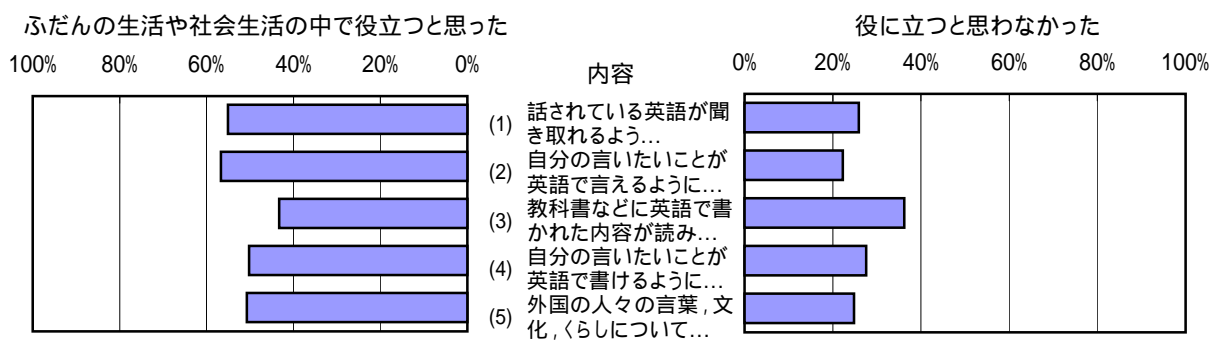 ふだんの生活や社会生活の中で役立つと思った
役に立つと思わなかった
100% 80% 60% 40% 20% 0%
内容
0% 20% 40% 60% 80% 100%
(1) 話されている英語が聞
き取れるよう…
(2) 自分の言いたいことが
英語で言えるように…
(3) 教科書などに英語で書
かれた内容が読み…
(4) 自分の言いたいことが
英語で書けるように…
(5) 外国の人々の言葉,文
化,くらしについて…